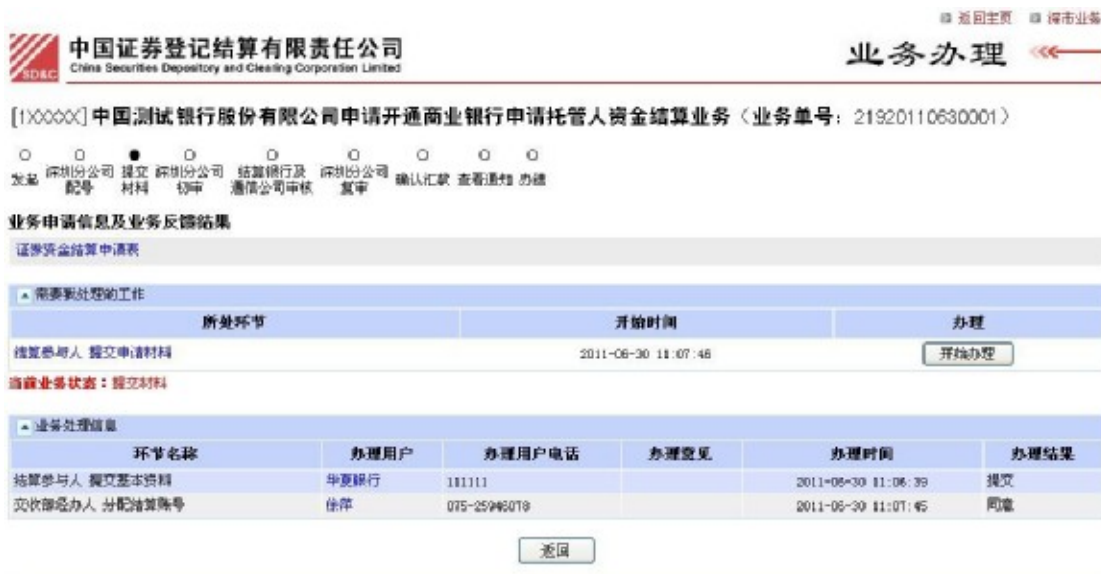 返回主页 深市业务
中国证券登记结算有限责任公司
China Securities Depository and Clearing Corporation Limited
SD&C
业务办理
[1XXXXX]中国测试银行股份有限公司申请开通商业银行申请托管人资金结算业务（业务单号：21920110630001）
发起 深圳分公司配号 提交材料 深圳分公司初审 结算银行及通信公司审核 深圳分公司复审 确认汇款 查看通知 办结
业务申请信息及业务反馈结果
证券资金结算申请表
需要我处理的工作
所处环节 开始时间 办理
结算参与人 提交申请材料 2011-06-30 11:07:46 开始办理
当前业务状态：提交材料
业务处理信息
环节名称 办理用户 办理用户电话 办理意见 办理时间 办理结果
结算参与人 提交基本资料 华夏银行 111111 2011-06-30 11:06:39 提交
交收部经办人 分配结算账号 徐萍 075-25946078 2011-06-30 11:07:45 同意
返回